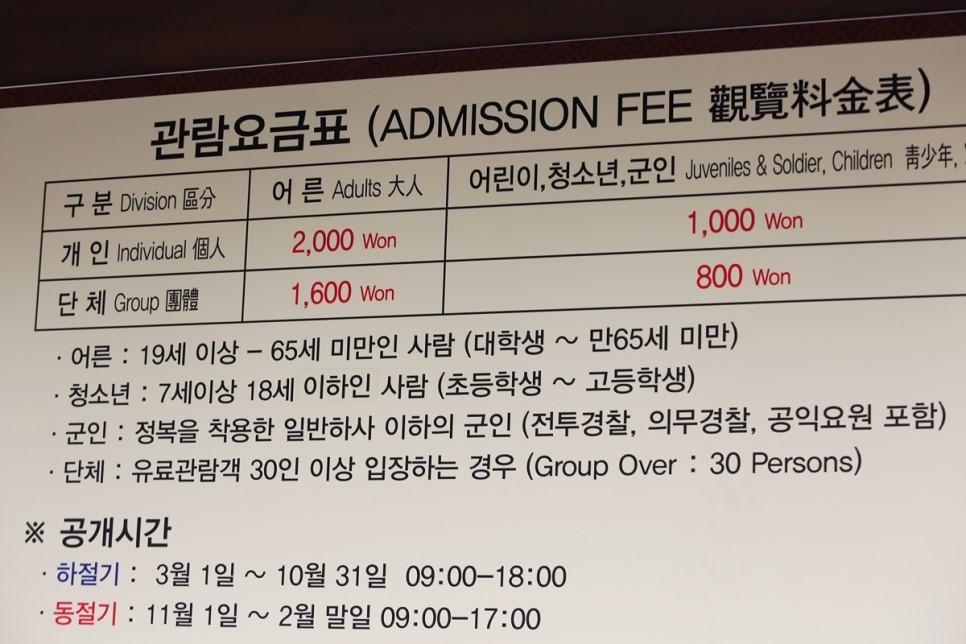 관람요금표 (ADMISSION FEE 觀覽料金表)
구 분 Division 區分 어 른 Adults 大人 어린이,청소년,군인 Juveniles & Soldier, Children 靑少年,
개 인 Individual 個人 2,000 Won 1,000 Won
단 체 Group 團體 1,600 Won 800 Won
· 어른 : 19세 이상 – 65세 미만인 사람 (대학생 ~ 만65세 미만)
· 청소년 : 7세이상 18세 이하인 사람 (초등학생 ~ 고등학생)
· 군인 : 정복을 착용한 일반하사 이하의 군인 (전투경찰, 의무경찰, 공익요원 포함)
· 단체 : 유료관람객 30인 이상 입장하는 경우 (Group Over : 30 Persons)
※ 공개시간
· 하절기 : 3월 1일 ~ 10월 31일 09:00–18:00
· 동절기 : 11월 1일 ~ 2월 말일 09:00–17:00